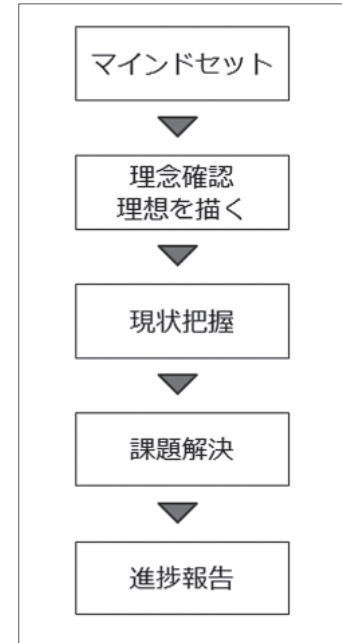 マインドセット
理念確認
理想を描く
現状把握
課題解決
進捗報告